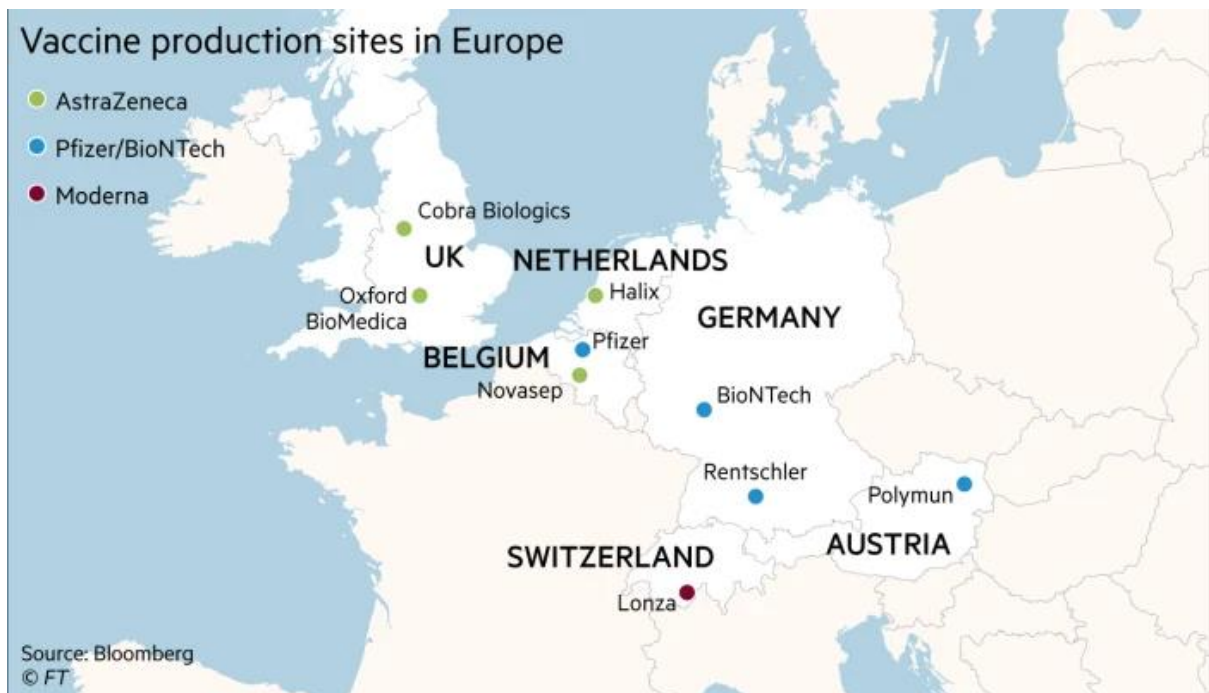 Vaccine production sites in Europe
AstraZeneca
Pfizer/BioNTech
Moderna
Cobra Biologics
UK
NETHERLANDS
Oxford
BioMedica
Halix
GERMANY
Pfizer
BELGIUM
Novasep
BioNTech
Rentschler
Polymun
AUSTRIA
SWITZERLAND
Lonza
Source: Bloomberg
© FT